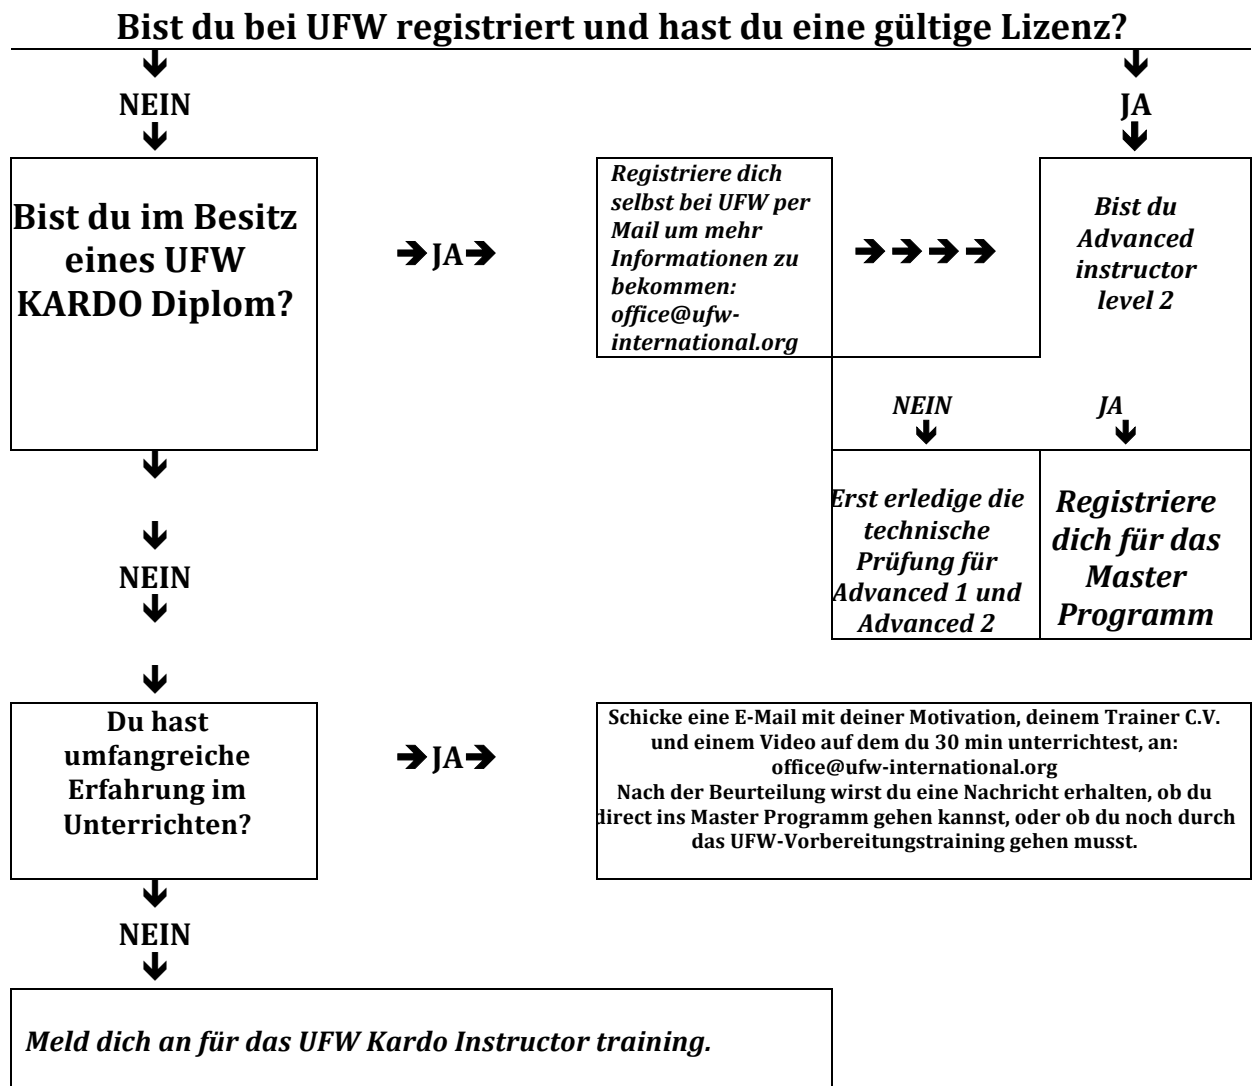 Bist du bei UFW registriert und hast du eine gültige Lizenz?
NEIN
JA
Bist du im Besitz
eines UFW
KARDO Diplom?
JA
Registriere dich
selbst bei UFW per
Mail um mehr
Informationen zu
bekommen:
office@ufw-
international.org
Bist du
Advanced
instructor
level 2
NEIN
JA
Erst erledige die
technische
Prüfung für
Advanced 1 und
Advanced 2
Registriere
dich für das
Master
Programm
NEIN
Du hast
umfangreiche
Erfahrung im
Unterrichten?
JA
Schicke eine E-Mail mit deiner Motivation, deinem Trainer C.V.
und einem Video auf dem du 30 min unterrichtest, an:
office@ufw-international.org
Nach der Beurteilung wirst du eine Nachricht erhalten, ob du
direct ins Master Programm gehen kannst, oder ob du noch durch
das UFW-Vorbereitungstraining gehen musst.
NEIN
Meld dich an für das UFW Kardo Instructor training.